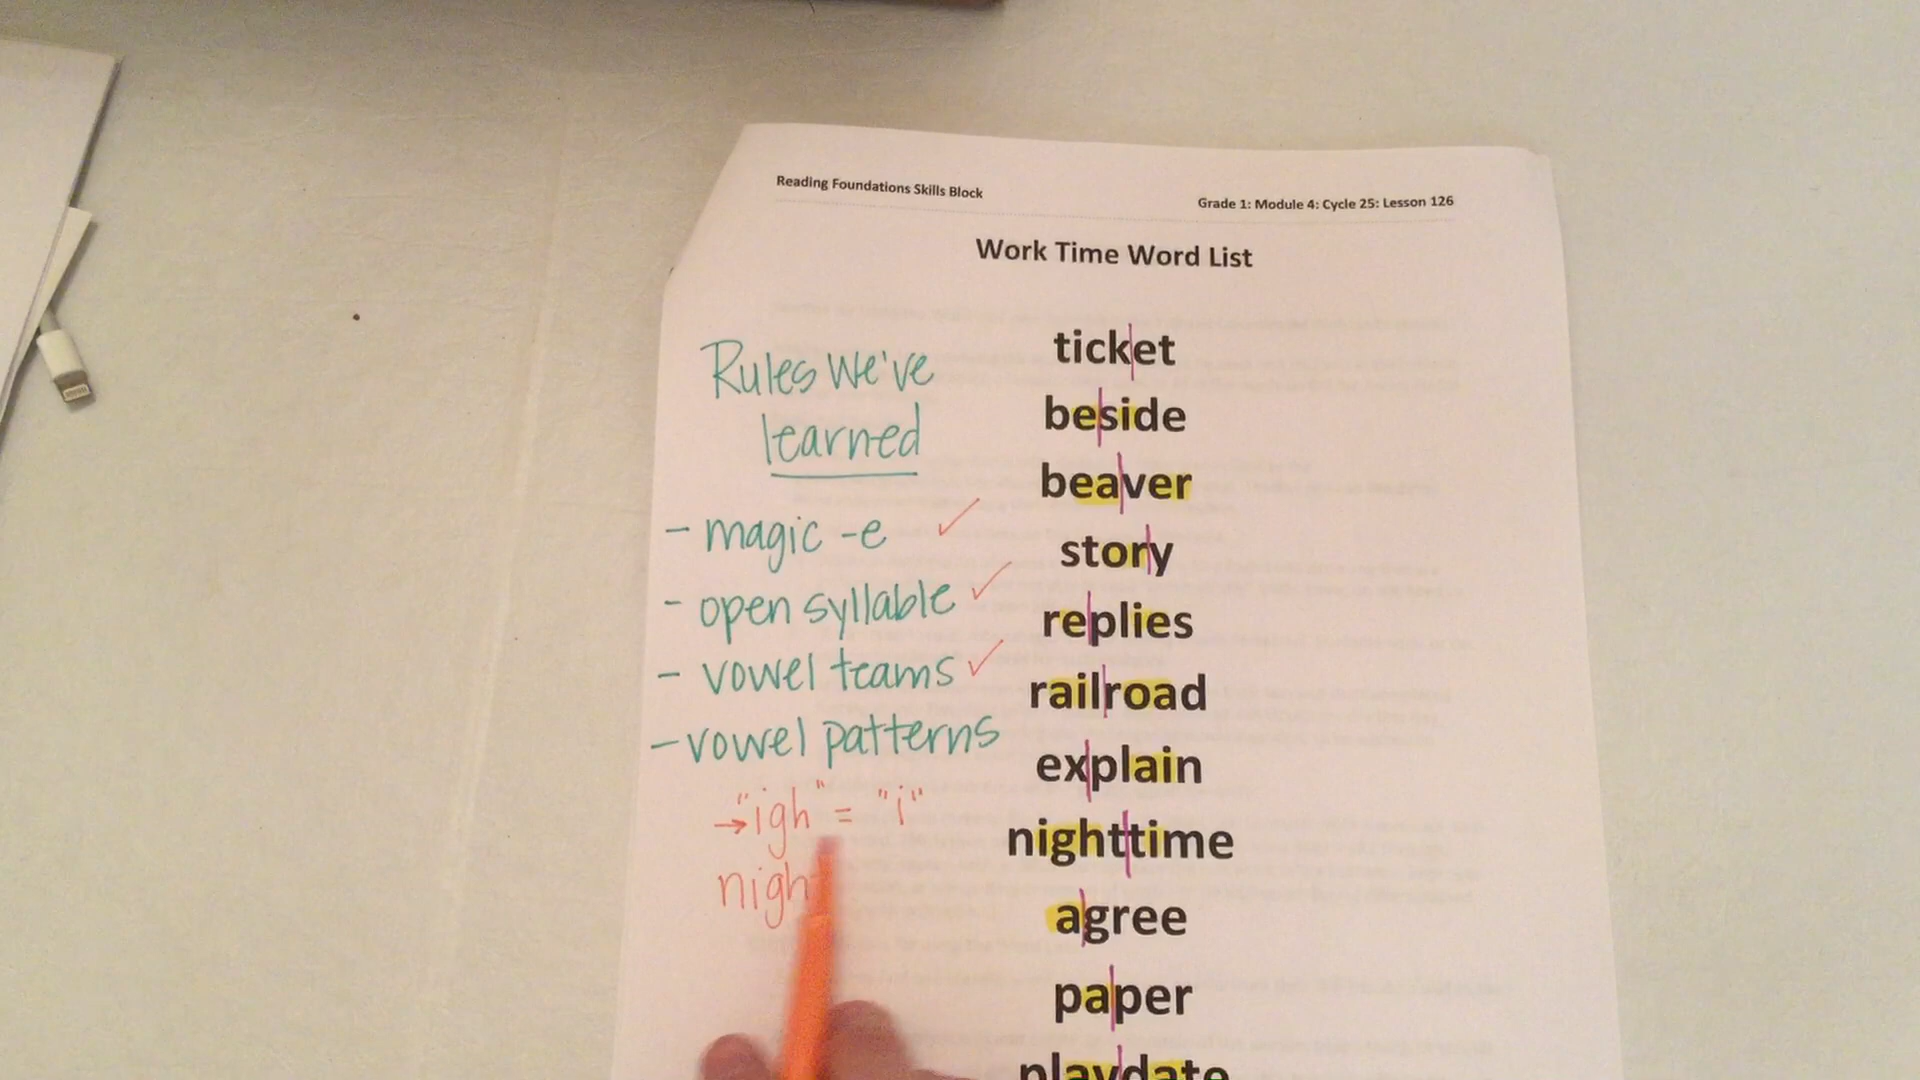 Reading Foundations Skills Block
Grade 1: Module 4: Cycle 25: Lesson 126
Work Time Word List
Rules We've
learned
- magic -e ✓
- open syllable ✓
- vowel teams ✓
- vowel patterns
→ "igh" = "i"
night
ticket
beside
beaver
story
replies
railroad
explain
nighttime
agree
paper
playdate